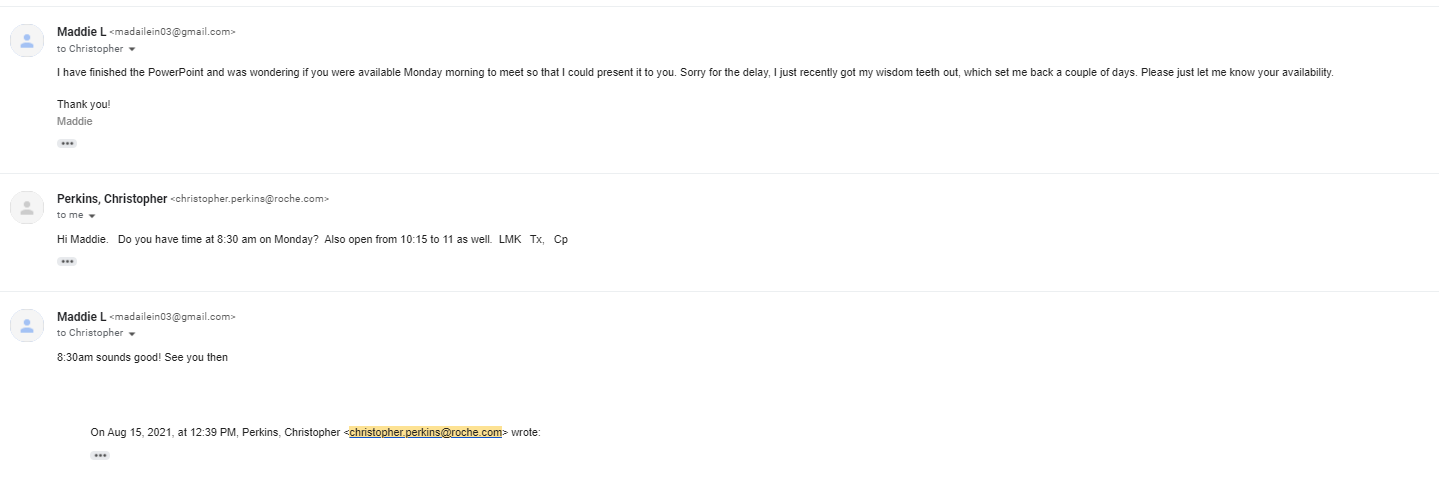 Maddie L <madailein03@gmail.com>
to Christopher
I have finished the PowerPoint and was wondering if you were available Monday morning to meet so that I could present it to you. Sorry for the delay, I just recently got my wisdom teeth out, which set me back a couple of days. Please just let me know your availability.
Thank you!
Maddie
Perkins, Christopher <christopher.perkins@roche.com>
to me
Hi Maddie.   Do you have time at 8:30 am on Monday?  Also open from 10:15 to 11 as well.  LMK   Tx,   Cp
Maddie L <madailein03@gmail.com>
to Christopher
8:30am sounds good! See you then
On Aug 15, 2021, at 12:39 PM, Perkins, Christopher <christopher.perkins@roche.com> wrote: